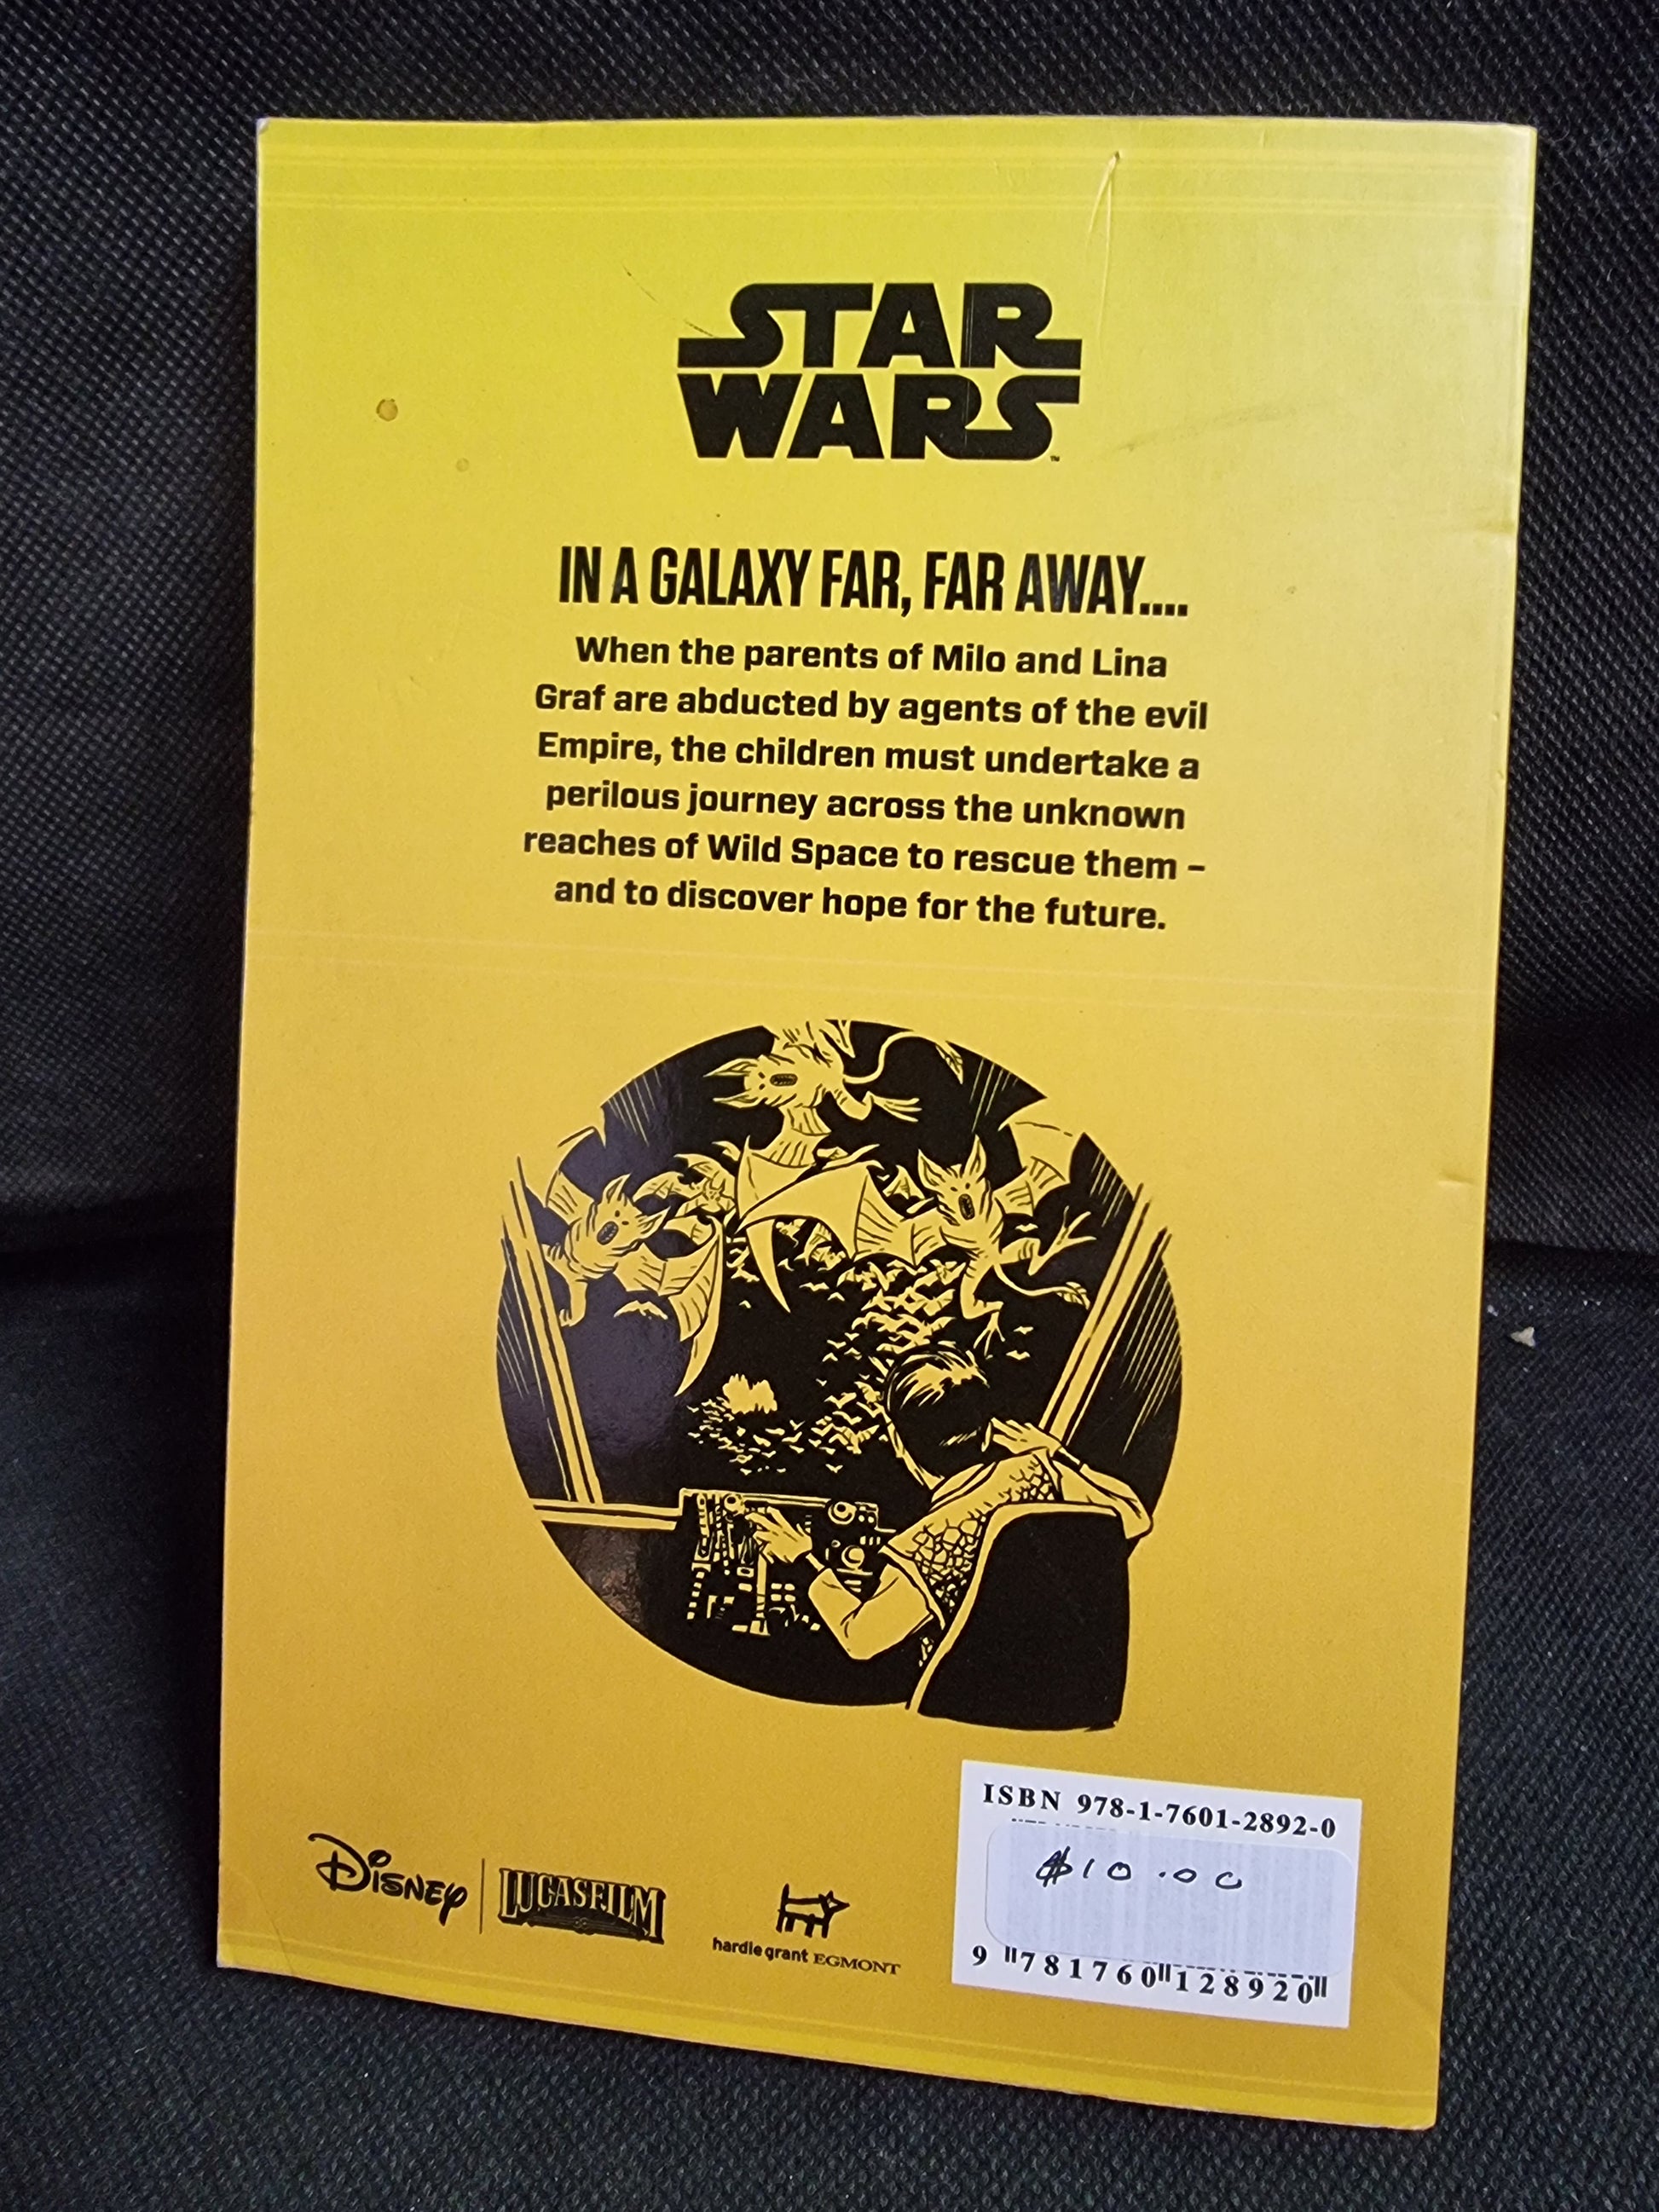 STAR
WARS™
IN A GALAXY FAR, FAR AWAY....
When the parents of Milo and Lina
Graf are abducted by agents of the evil
Empire, the children must undertake a
perilous journey across the unknown
reaches of Wild Space to rescue them –
and to discover hope for the future.
DISNEY
LUCASFILM
hardie grant EGMONT
ISBN 978-1-7601-2892-0
$10.00
9 781760 128920